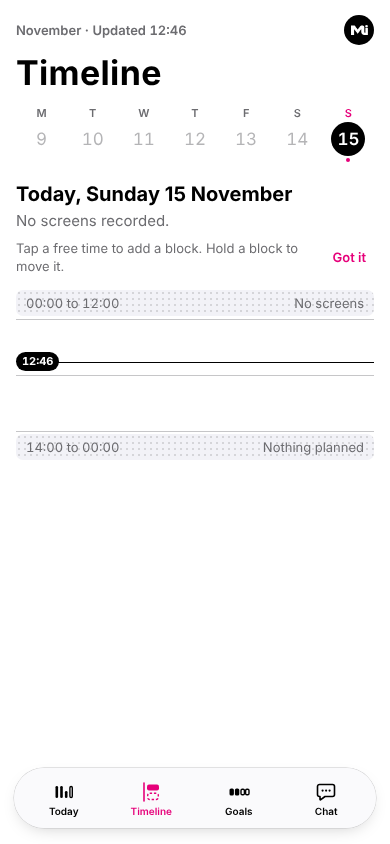 November · Updated 12:46
Mi
Timeline
M T W T F S S
9 10 11 12 13 14 15
Today, Sunday 15 November
No screens recorded.
Tap a free time to add a block. Hold a block to
move it.
Got it
00:00 to 12:00 No screens
12:46
14:00 to 00:00 Nothing planned
Today Timeline Goals Chat